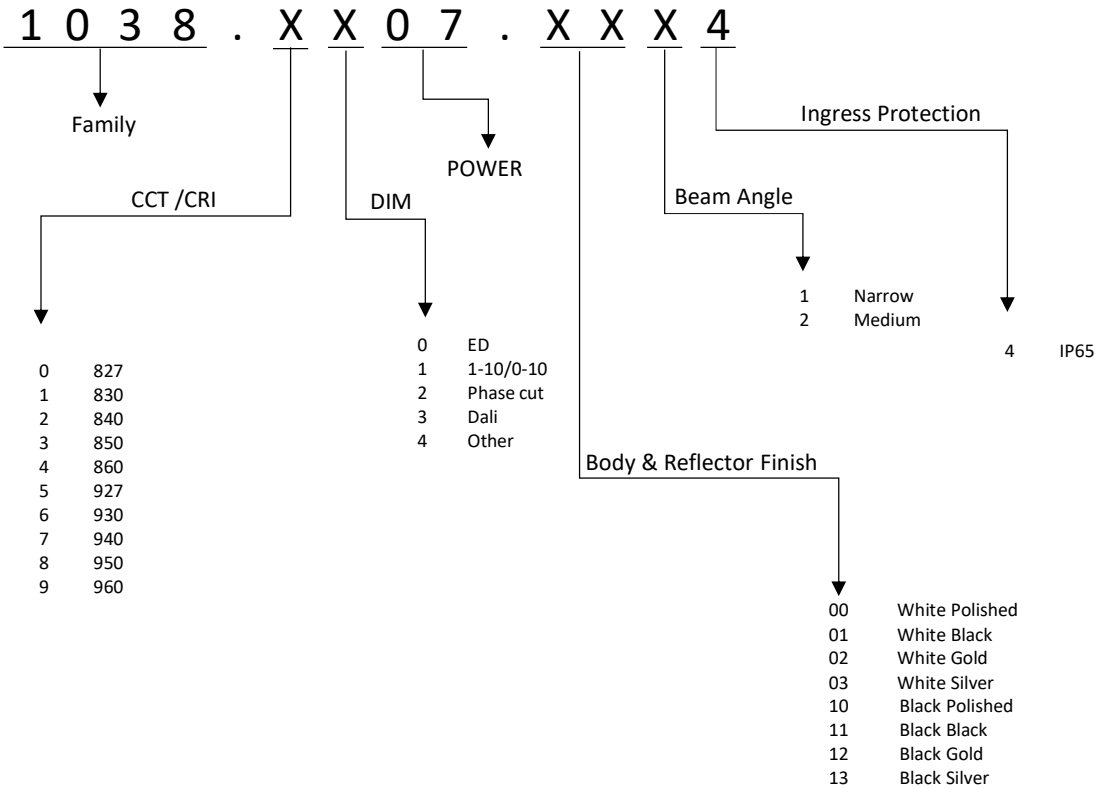 1 0 3 8 . X X 0 7 . X X X 4
Family
POWER
Ingress Protection
CCT /CRI
DIM
Beam Angle
0 827
1 830
2 840
3 850
4 860
5 927
6 930
7 940
8 950
9 960
0 ED
1 1-10/0-10
2 Phase cut
3 Dali
4 Other
1 Narrow
2 Medium
4 IP65
Body & Reflector Finish
00 White Polished
01 White Black
02 White Gold
03 White Silver
10 Black Polished
11 Black Black
12 Black Gold
13 Black Silver